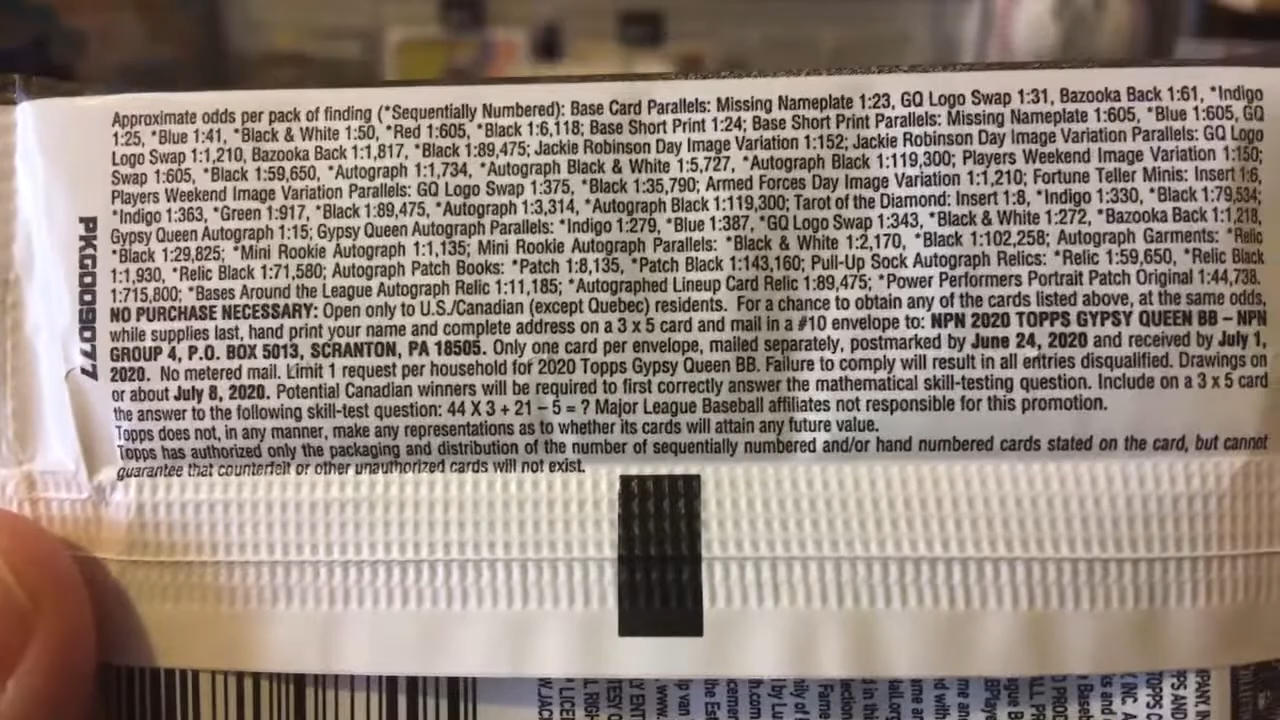 Approximate odds per pack of finding (*Sequentially Numbered): Base Card Parallels: Missing Nameplate 1:23, GQ Logo Swap 1:31, Bazooka Back 1:61, *Indigo
1:25, *Blue 1:41, *Black & White 1:50, *Red 1:605, *Black 1:6,118; Base Short Print 1:24; Base Short Print Parallels: Missing Nameplate 1:605, *Blue 1:605, GQ
Logo Swap 1:1,210, Bazooka Back 1:1,817, *Black 1:89,475; Jackie Robinson Day Image Variation 1:152; Jackie Robinson Day Image Variation Parallels: GQ Logo
Swap 1:605, *Black 1:59,650, *Autograph 1:1,734, *Autograph Black & White 1:5,727, *Autograph Black 1:119,300; Players Weekend Image Variation 1:150;
Players Weekend Image Variation Parallels: GQ Logo Swap 1:375, *Black 1:35,790; Armed Forces Day Image Variation 1:1,210; Fortune Teller Minis: Insert 1:6,
*Indigo 1:363, *Green 1:917, *Black 1:89,475, *Autograph 1:3,314, *Autograph Black 1:119,300; Tarot of the Diamond: Insert 1:8, *Indigo 1:330, *Black 1:79,534;
Gypsy Queen Autograph 1:15; Gypsy Queen Autograph Parallels: *Indigo 1:279, *Blue 1:387, *GQ Logo Swap 1:343, *Black & White 1:272, *Bazooka Back 1:1,218,
*Black 1:29,825; *Mini Rookie Autograph 1:1,135; Mini Rookie Autograph Parallels: *Black & White 1:2,170, *Black 1:102,258; Autograph Garments: *Relic
1:1,930, *Relic Black 1:71,580; Autograph Patch Books: *Patch 1:8,135, *Patch Black 1:143,160; Pull-Up Sock Autograph Relics: *Relic 1:59,650, *Relic Black
1:715,800; *Bases Around the League Autograph Relic 1:11,185; *Autographed Lineup Card Relic 1:89,475; *Power Performers Portrait Patch Original 1:44,738.
NO PURCHASE NECESSARY: Open only to U.S./Canadian (except Quebec) residents. For a chance to obtain any of the cards listed above, at the same odds,
while supplies last, hand print your name and complete address on a 3 x 5 card and mail in a #10 envelope to: NPN 2020 TOPPS GYPSY QUEEN BB – NPN
GROUP 4, P.O. BOX 5013, SCRANTON, PA 18505. Only one card per envelope, mailed separately, postmarked by June 24, 2020 and received by July 1,
2020. No metered mail. Limit 1 request per household for 2020 Topps Gypsy Queen BB. Failure to comply will result in all entries disqualified. Drawings on
or about July 8, 2020. Potential Canadian winners will be required to first correctly answer the mathematical skill-testing question. Include on a 3 x 5 card
the answer to the following skill-test question: 44 X 3 + 21 – 5 = ? Major League Baseball affiliates not responsible for this promotion.
Topps does not, in any manner, make any representations as to whether its cards will attain any future value.
Topps has authorized only the packaging and distribution of the number of sequentially numbered and/or hand numbered cards stated on the card, but cannot
guarantee that counterfeit or other unauthorized cards will not exist.
PKG009077